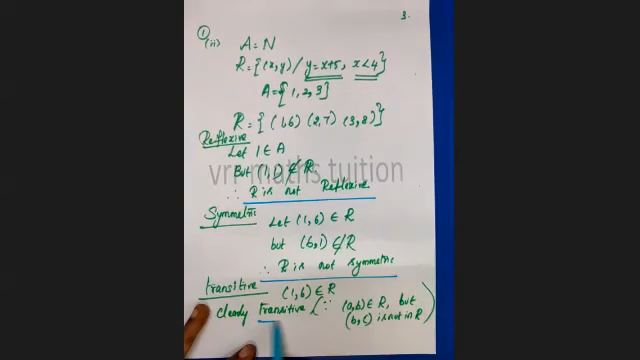 3.
① (ii) A = N
R = {(x, y) / y = x+5, x < 4}
A = {1, 2, 3}
R = { (1,6) (2,7) (3,8) }
Reflexive
Let 1 ∈ A
But (1, 1) ∉ R
vri maths tuition
∴ R is not Reflexive
Symmetric Let (1, 6) ∈ R
but (6, 1) ∉ R
∴ R is not symmetric
transitive (1, 6) ∈ R
clearly transitive (∵ (a, b) ∈ R, but
(b, c) is not in R)